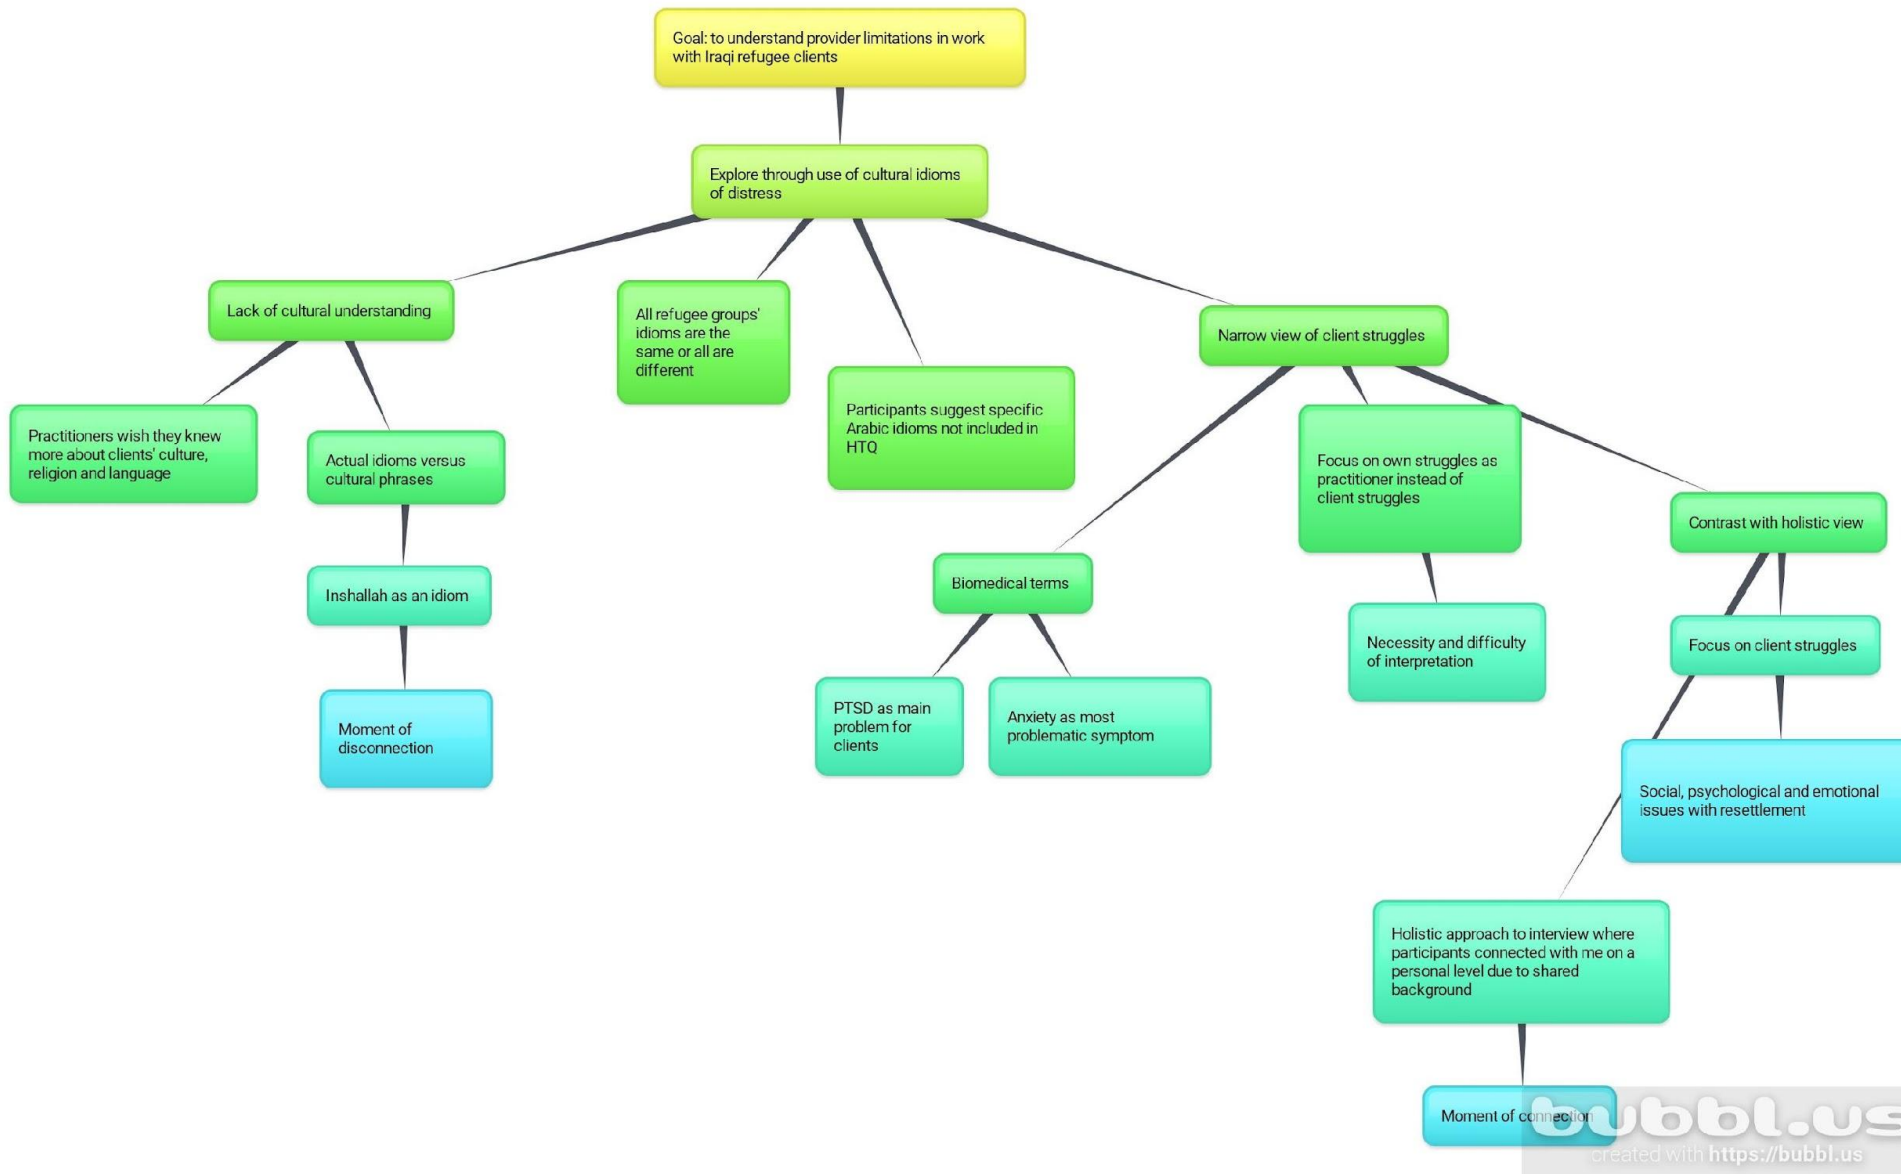 Goal: to understand provider limitations in work
with Iraqi refugee clients
Explore through use of cultural idioms
of distress
Lack of cultural understanding
All refugee groups'
idioms are the
same or all are
different
Participants suggest specific
Arabic idioms not included in
HTQ
Narrow view of client struggles
Practitioners wish they knew
more about clients' culture,
religion and language
Actual idioms versus
cultural phrases
Inshallah as an idiom
Moment of
disconnection
Biomedical terms
PTSD as main
problem for
clients
Anxiety as most
problematic symptom
Focus on own struggles as
practitioner instead of
client struggles
Necessity and difficulty
of interpretation
Contrast with holistic view
Focus on client struggles
Social, psychological and emotional
issues with resettlement
Holistic approach to interview where
participants connected with me on a
personal level due to shared
background
Moment of connection
bubbl.us
created with https://bubbl.us